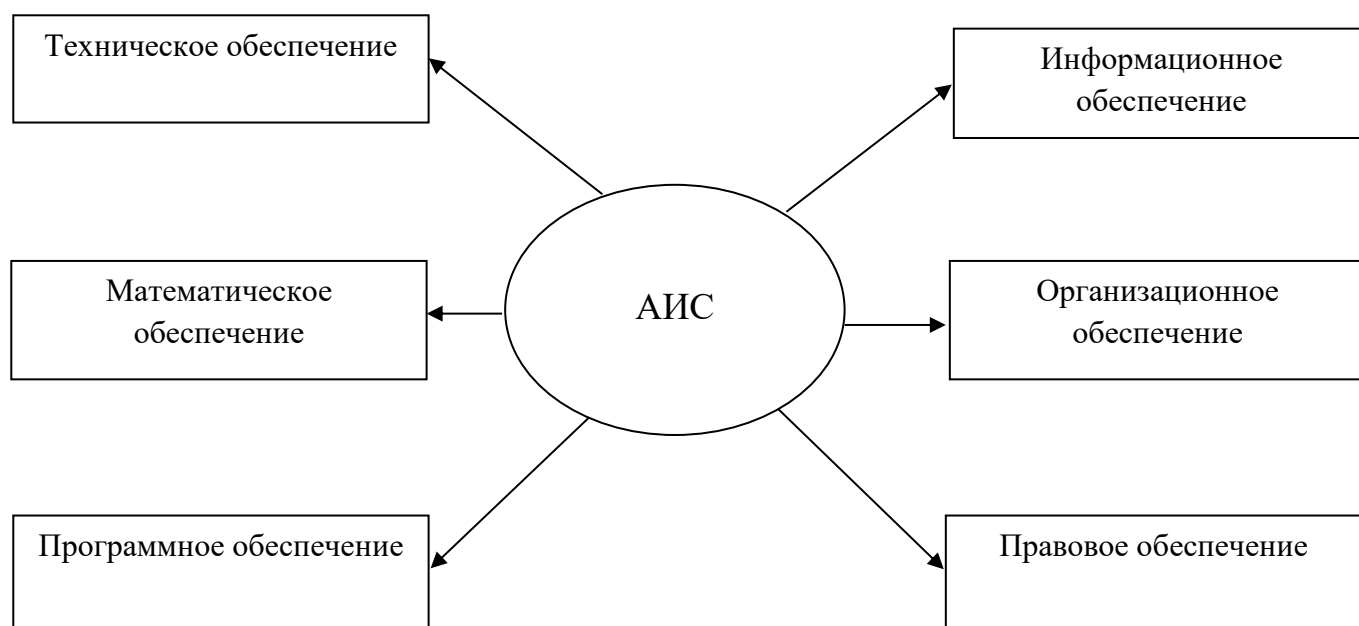 Техническое обеспечение
Информационное
обеспечение
Математическое
обеспечение
АИС
Организационное
обеспечение
Программное обеспечение
Правовое обеспечение